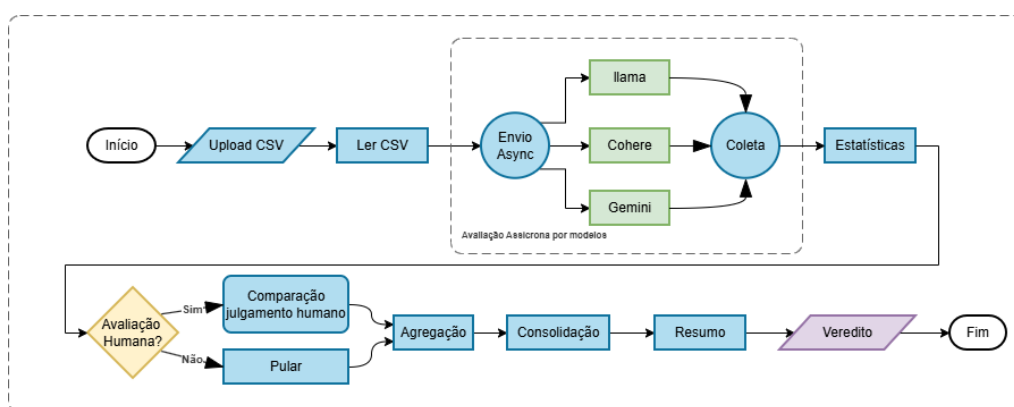 Início
Upload CSV
Ler CSV
Envio
Async
llama
Cohere
Gemini
Coleta
Estatísticas
Avaliação Assicrona por modelos
Avaliação
Humana?
Sim
Não
Comparação
julgamento humano
Pular
Agregação
Consolidação
Resumo
Veredito
Fim